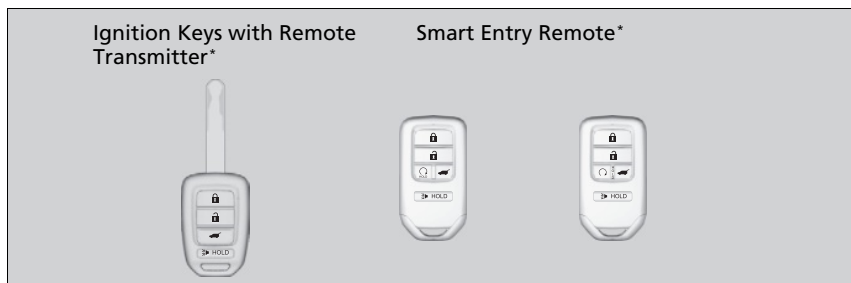 Ignition Keys with Remote
Transmitter*
Smart Entry Remote*
HOLD
HOLD
HOLD